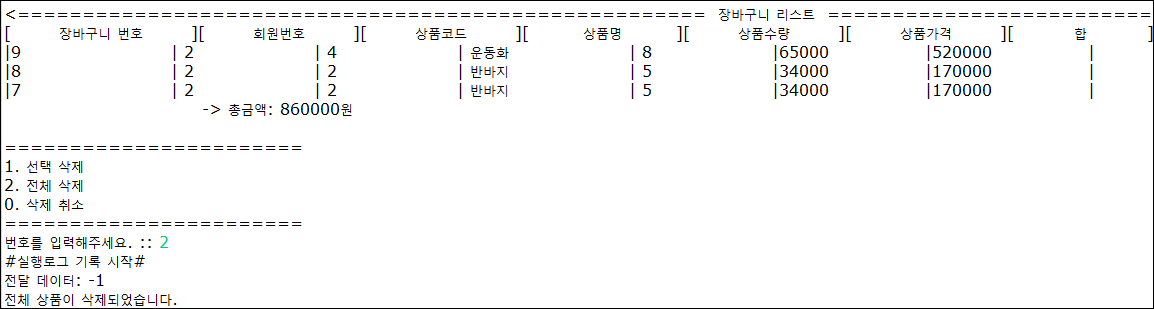 <====================================================== 장바구니 리스트 =========================
[ 장바구니 번호 ][ 회원번호 ][ 상품코드 ][ 상품명 ][ 상품수량 ][ 상품가격 ][ 합 ]
|9 | 2 | 4 | 운동화 | 8 |65000 |520000 |
|8 | 2 | 2 | 반바지 | 5 |34000 |170000 |
|7 | 2 | 2 | 반바지 | 5 |34000 |170000 |
-> 총금액: 860000원
=======================
1. 선택 삭제
2. 전체 삭제
0. 삭제 취소
=======================
번호를 입력해주세요. :: 2
#실행로그 기록 시작#
전달 데이터: -1
전체 상품이 삭제되었습니다.